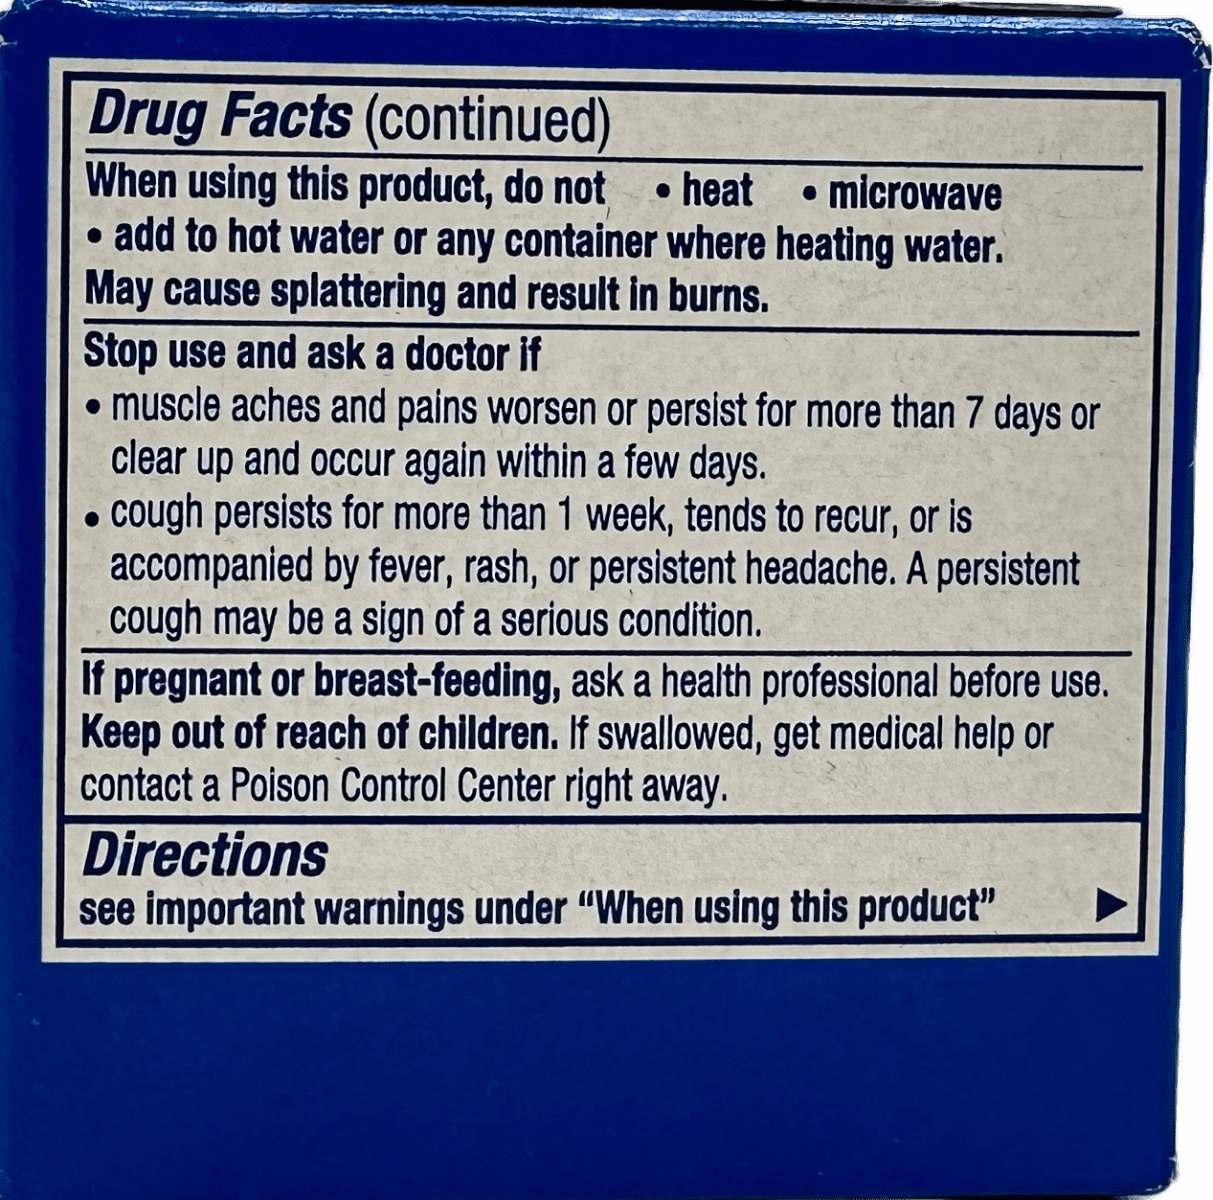 Drug Facts (continued)
When using this product, do not • heat • microwave
• add to hot water or any container where heating water.
May cause splattering and result in burns.
Stop use and ask a doctor if
• muscle aches and pains worsen or persist for more than 7 days or
clear up and occur again within a few days.
• cough persists for more than 1 week, tends to recur, or is
accompanied by fever, rash, or persistent headache. A persistent
cough may be a sign of a serious condition.
If pregnant or breast-feeding, ask a health professional before use.
Keep out of reach of children. If swallowed, get medical help or
contact a Poison Control Center right away.
Directions
see important warnings under “When using this product”